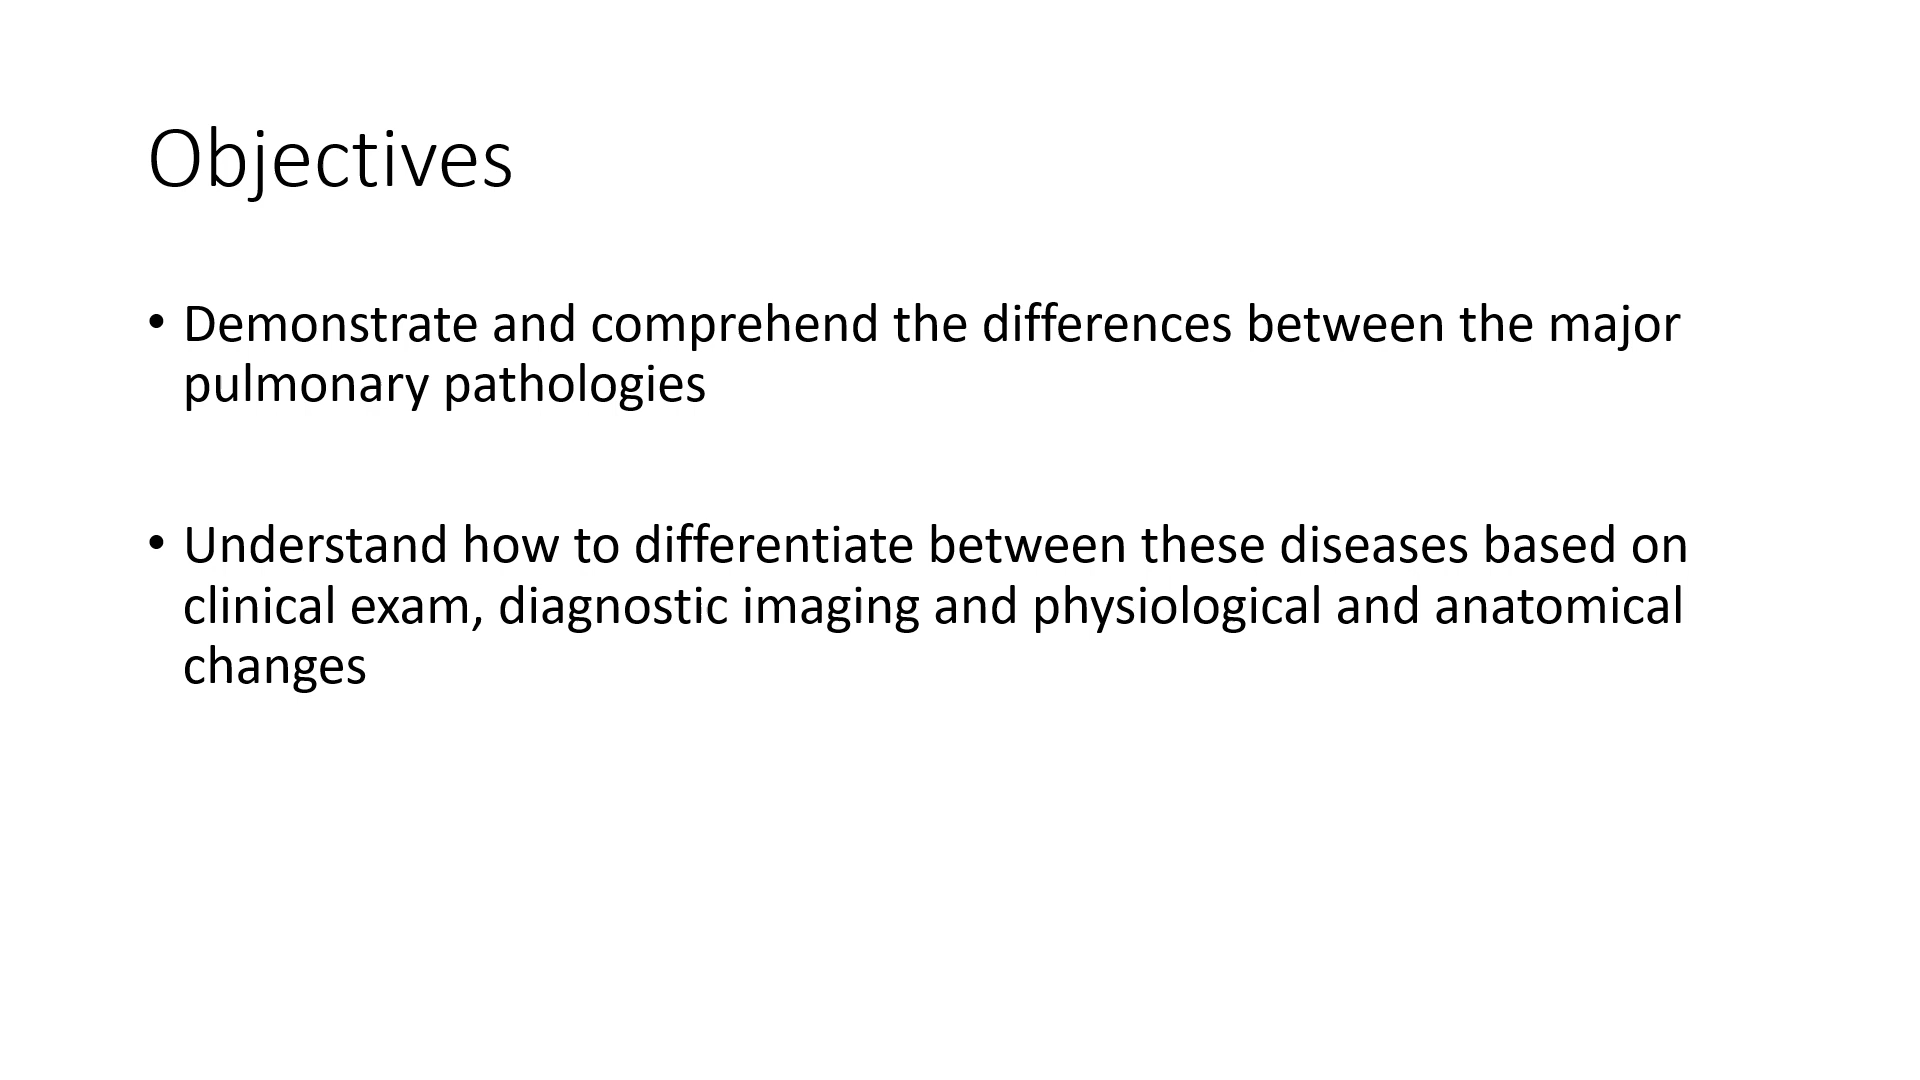 Objectives
• Demonstrate and comprehend the differences between the major
pulmonary pathologies
• Understand how to differentiate between these diseases based on
clinical exam, diagnostic imaging and physiological and anatomical
changes